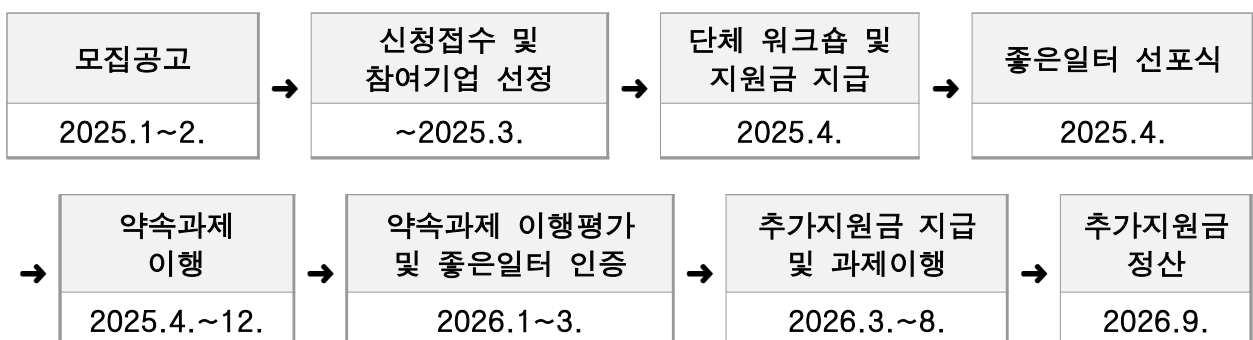 모집공고
2025.1~2.
➜
신청접수 및
참여기업 선정
~2025.3.
➜
단체 워크숍 및
지원금 지급
2025.4.
➜
좋은일터 선포식
2025.4.
➜
약속과제
이행
2025.4.~12.
➜
약속과제 이행평가
및 좋은일터 인증
2026.1~3.
➜
추가지원금 지급
및 과제이행
2026.3.~8.
➜
추가지원금
정산
2026.9.